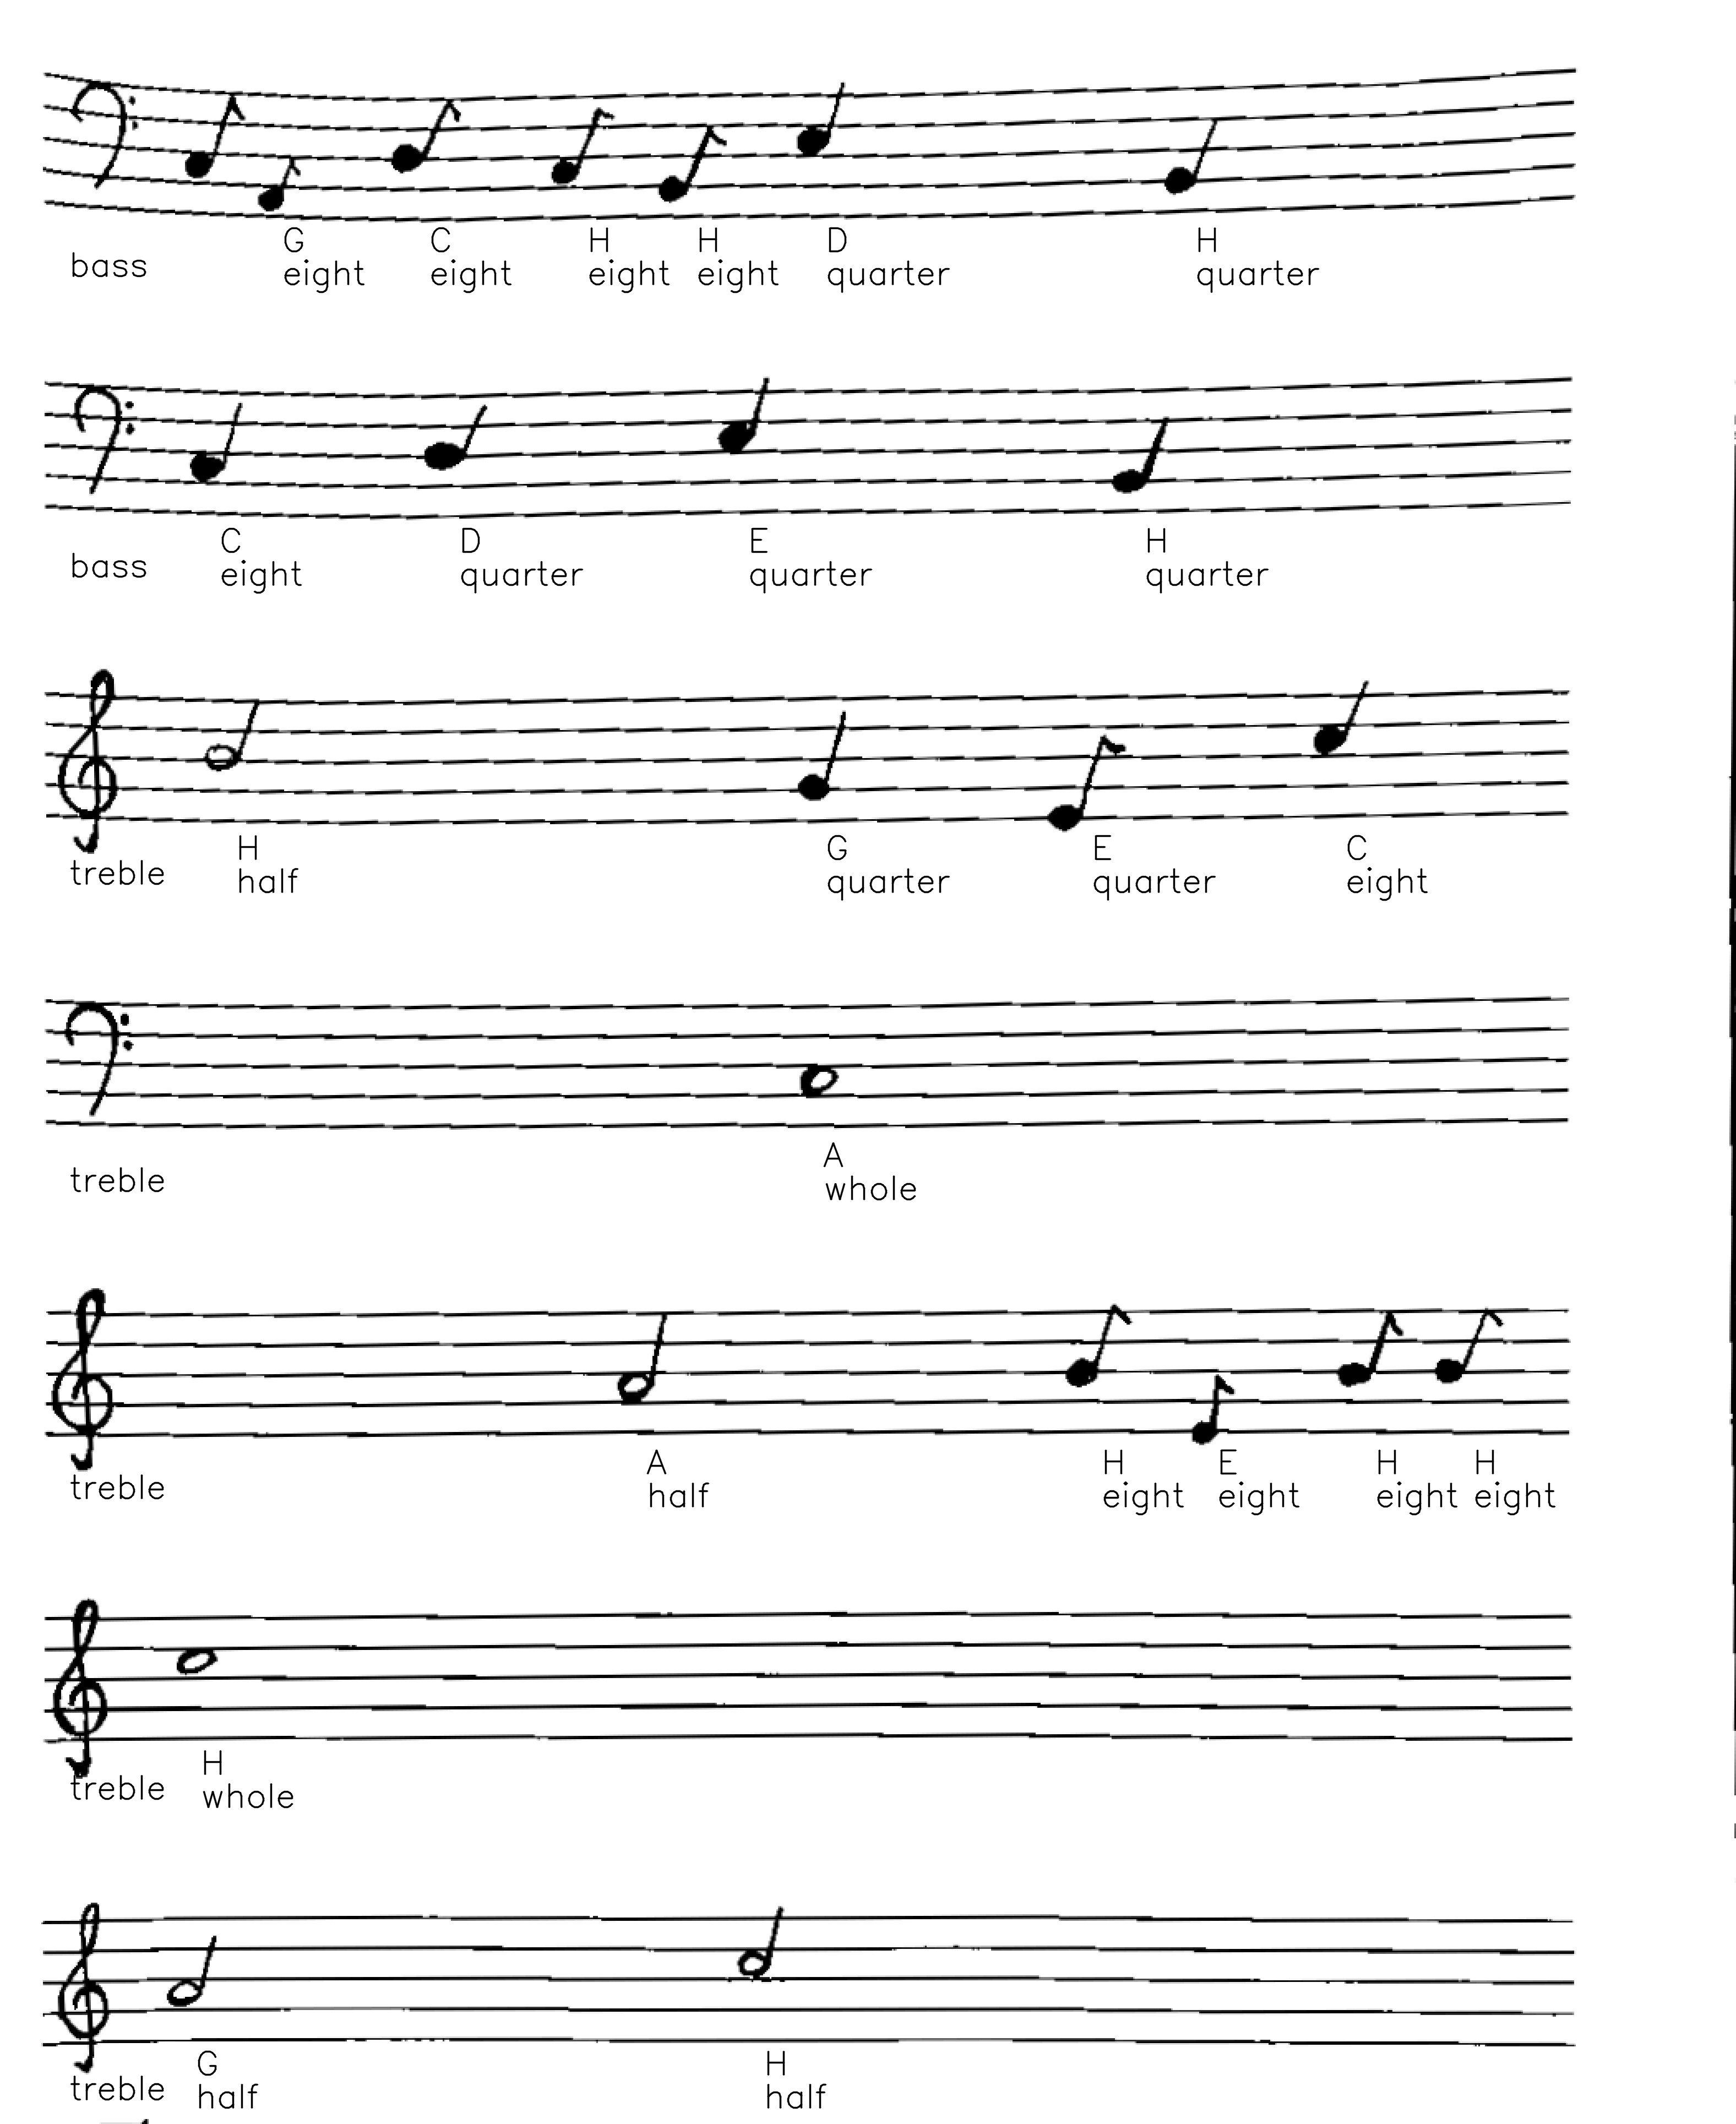 G C H H D H
bass eight eight eight eight quarter quarter
C D E H
bass eight quarter quarter quarter
H G E C
treble half quarter quarter eight
A
treble whole
A H E H H
treble half eight eight eight eight
H
treble whole
G H
treble half half